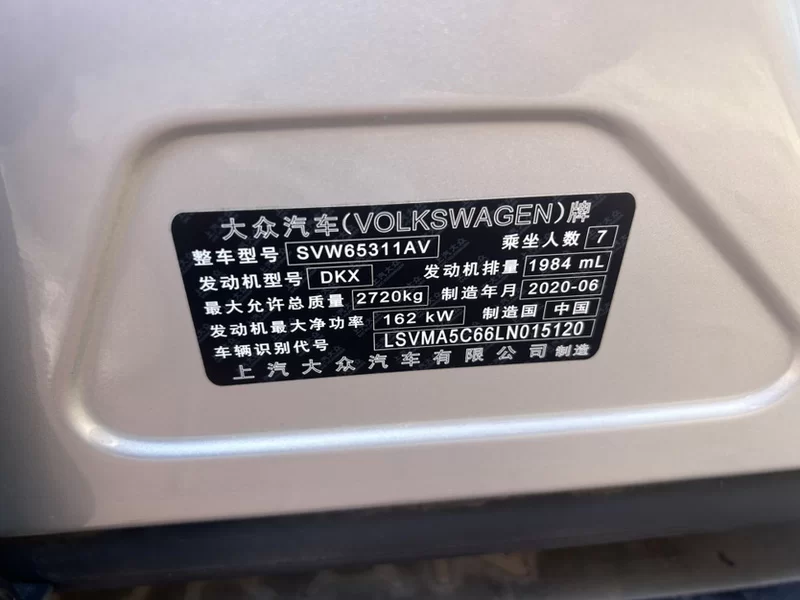 大众汽车(VOLKSWAGEN)牌
整车型号 SVW65311AV 乘坐人数 7
发动机型号 DKX 发动机排量 1984 mL
最大允许总质量 2720kg 制造年月 2020-06
发动机最大净功率 162 kW 制造国 中国
车辆识别代号 LSVMA5C66LN015120
上汽大众汽车有限公司 制造